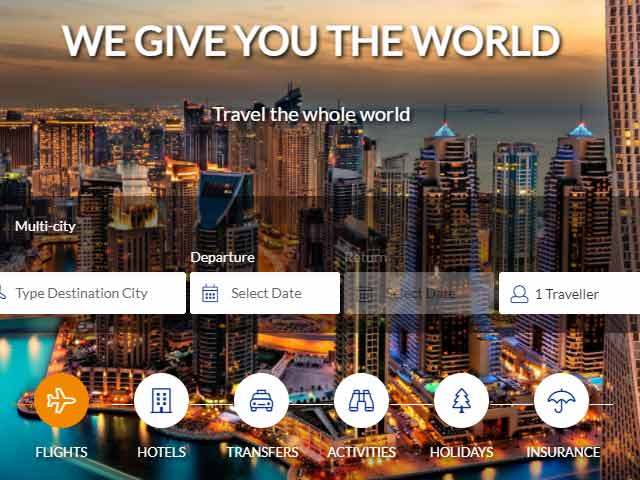 WE GIVE YOU THE WORLD
Travel the whole world
Multi-city
Departure Return
Type Destination City Select Date Select Date 1 Traveller
FLIGHTS HOTELS TRANSFERS ACTIVITIES HOLIDAYS INSURANCE